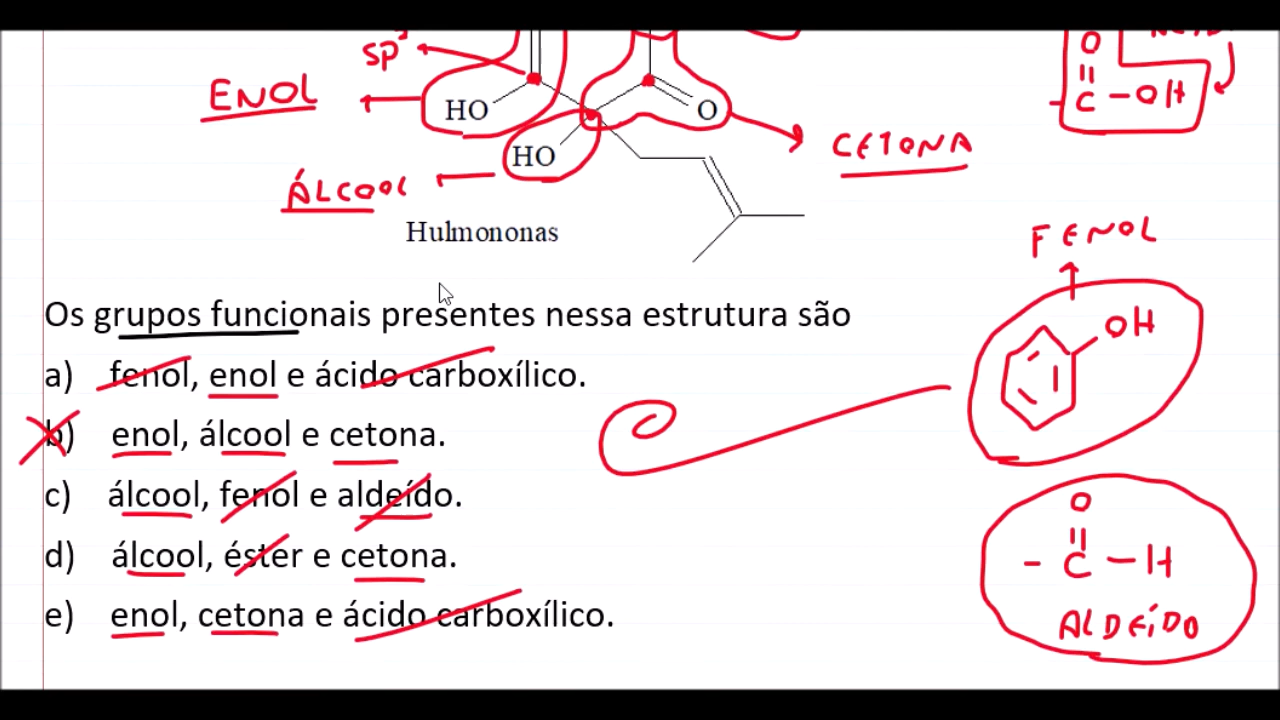 sp²
O
ENOL
HO
O
C - OH
CETONA
HO
ÁLCOOL
Hulmononas
FENOL
OH
Os grupos funcionais presentes nessa estrutura são
a) fenol, enol e ácido carboxílico.
b) enol, álcool e cetona.
c) álcool, fenol e aldeído.
d) álcool, éster e cetona.
e) enol, cetona e ácido carboxílico.
O
- C - H
ALDEÍDO